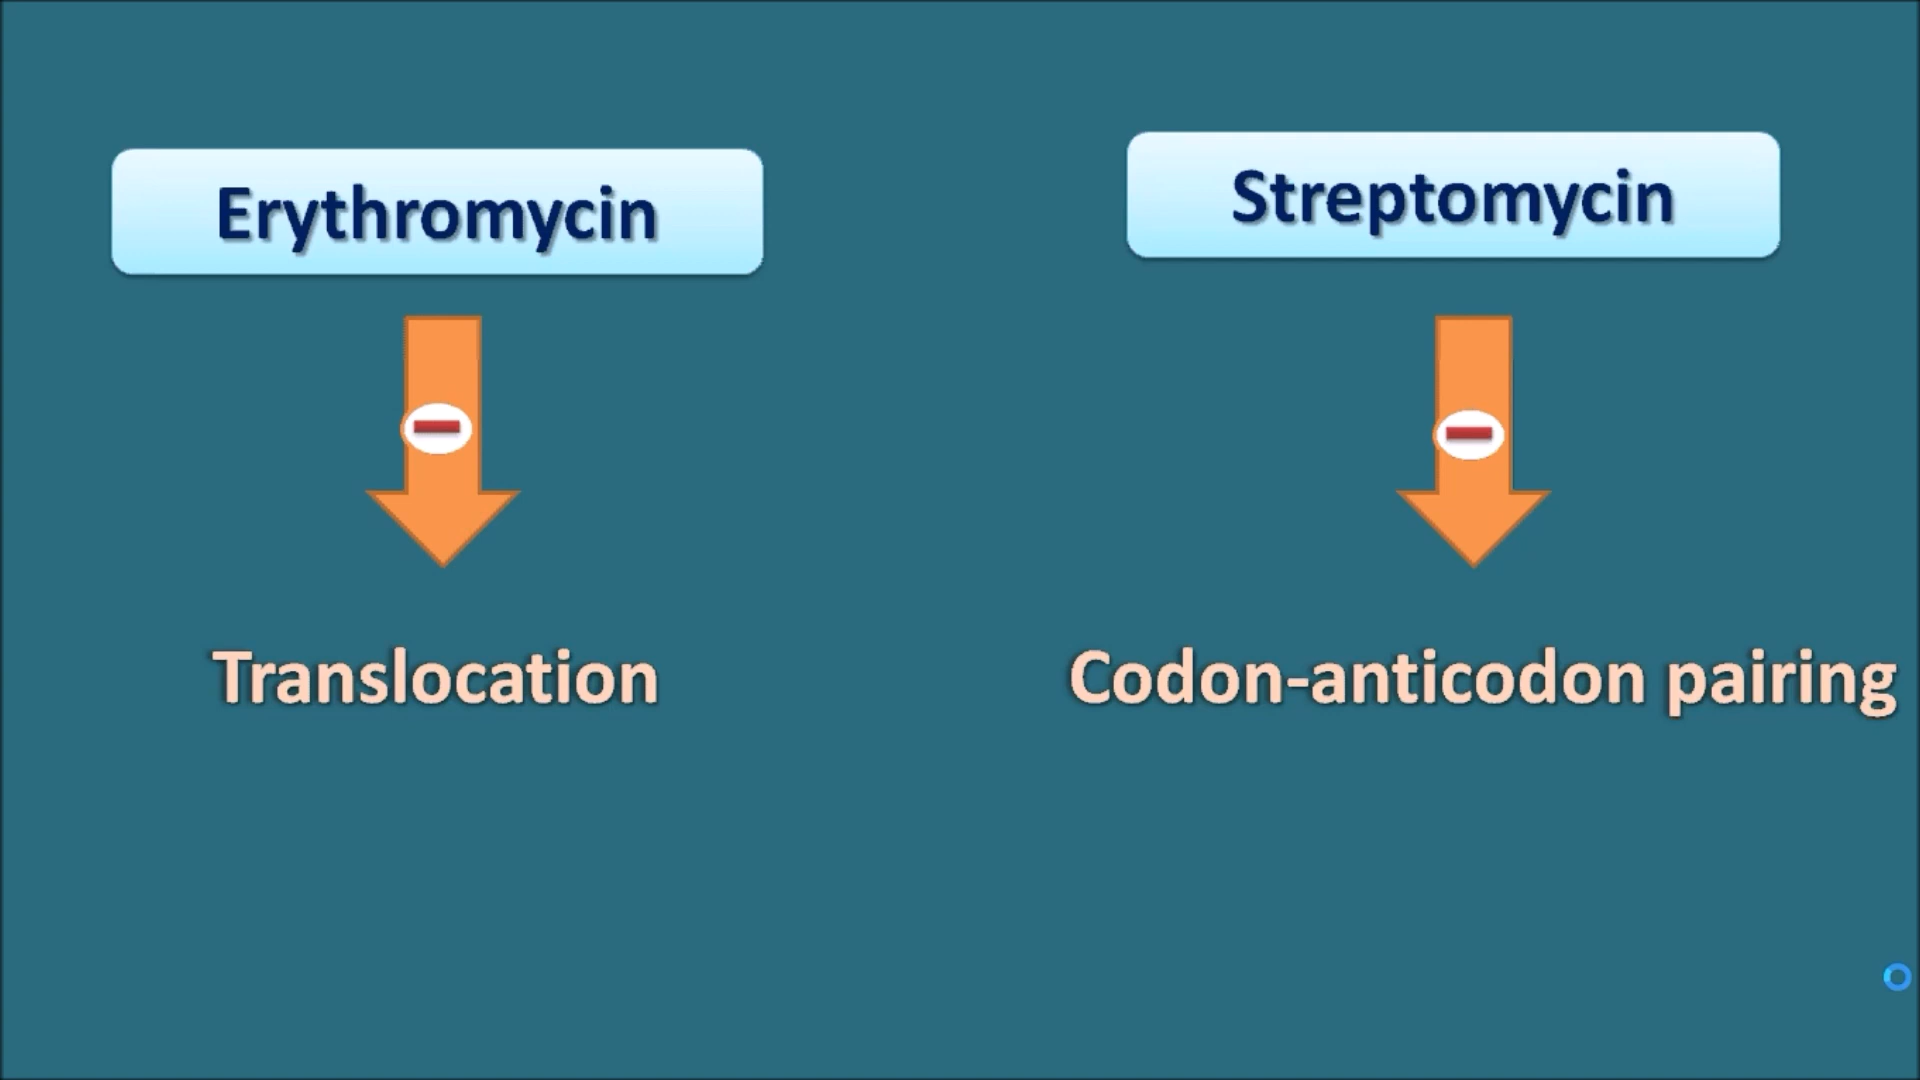 Erythromycin
Streptomycin
Translocation
Codon-anticodon pairing